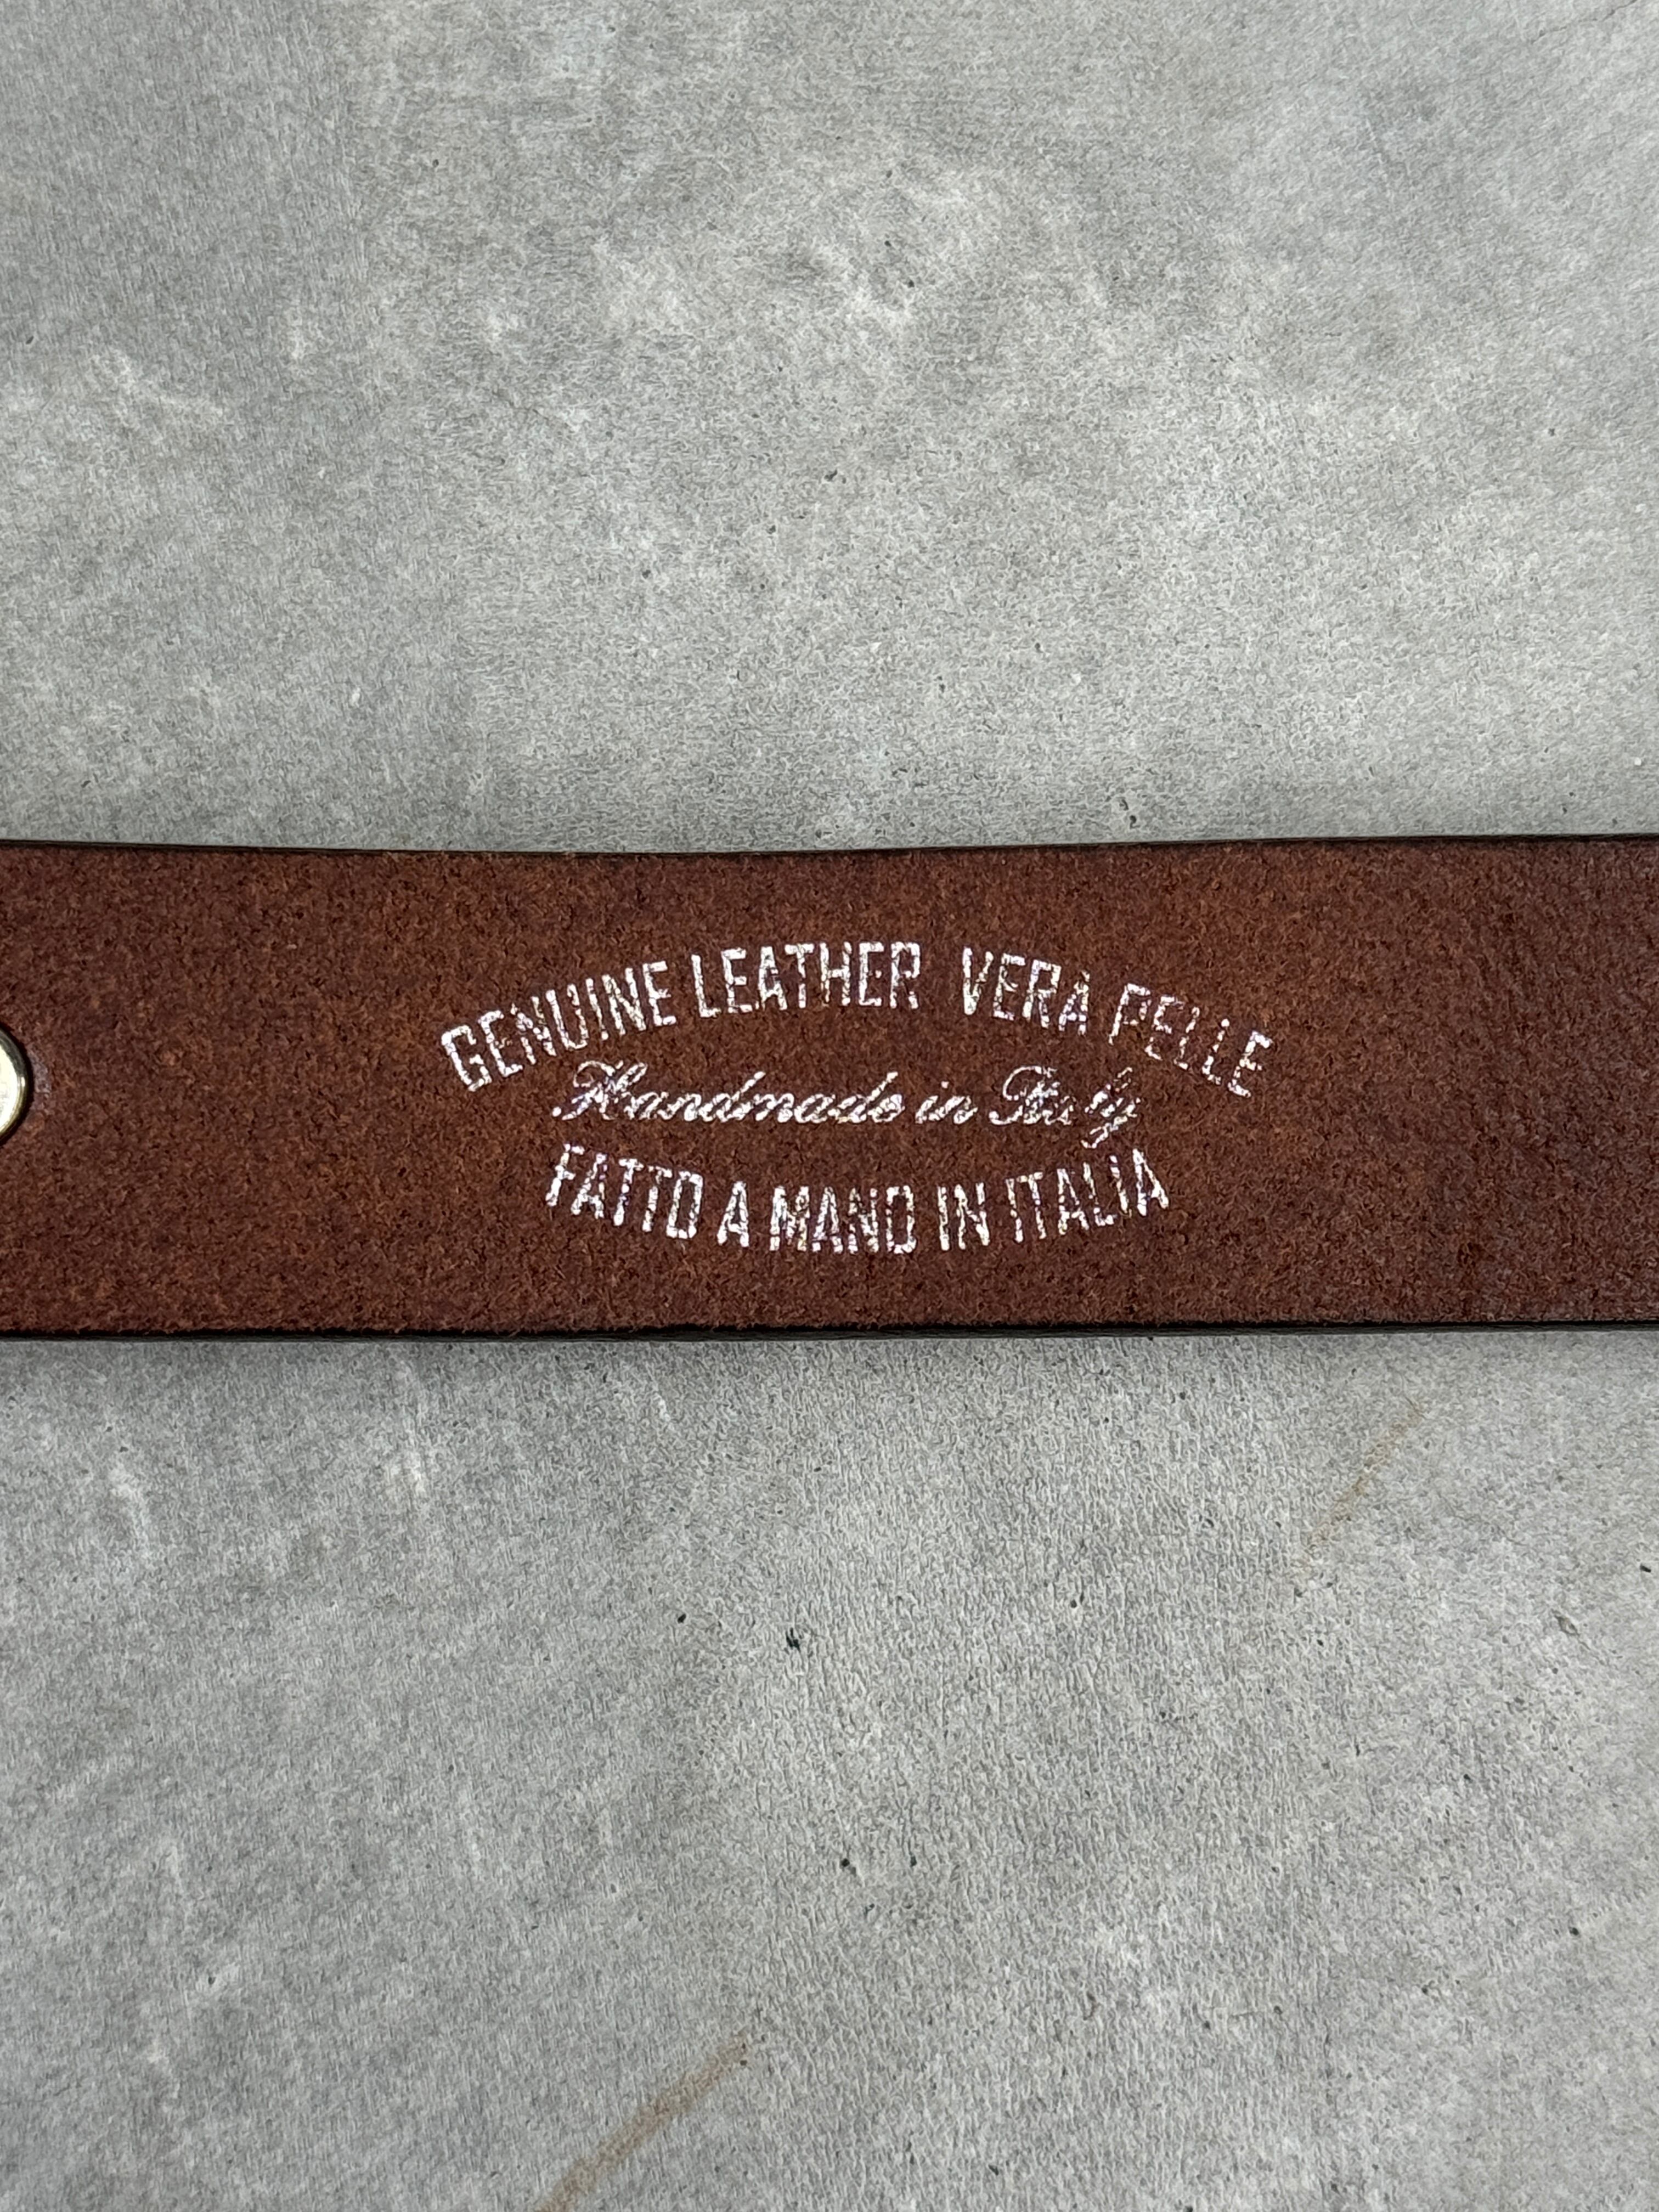 GENUINE LEATHER VERA PELLE
Handmade in Italy
FATTO A MANO IN ITALIA